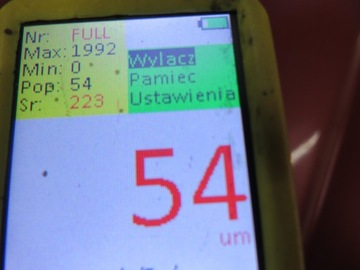 Nr: FULL
Max: 1992
Min: 0
Pop: 54
Sr: 223
Wylacz
Pamiec
Ustawienia
54
um